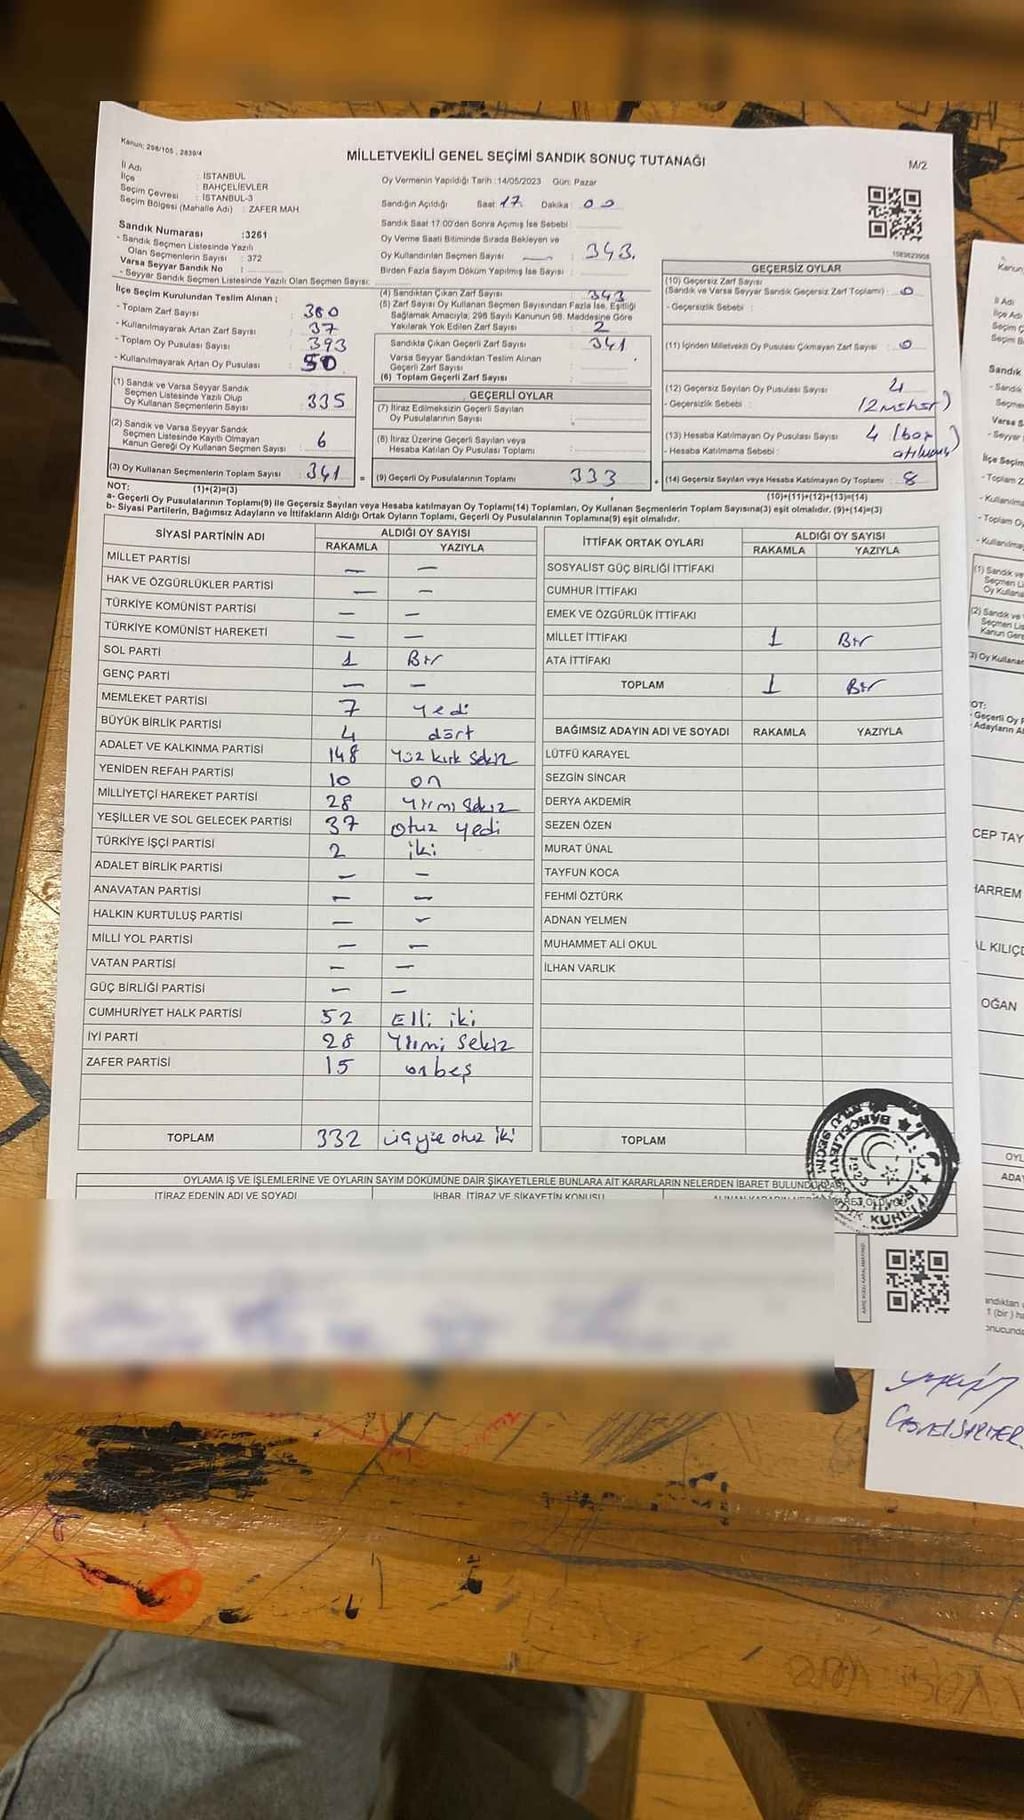 Kanun; 298/105 , 2839/4
MİLLETVEKİLİ GENEL SEÇİMİ SANDIK SONUÇ TUTANAĞI
M/2
İl Adı : İSTANBUL
İlçe : BAHÇELİEVLER
Seçim Çevresi : İSTANBUL-3
Seçim Bölgesi (Mahalle Adı) : ZAFER MAH
Oy Vermenin Yapıldığı Tarih :14/05/2023 Gün: Pazar
Sandığın Açıldığı Saat : 17. Dakika : 00
Sandık Saat 17:00'den Sonra Açımış İse Sebebi :
Sandık Numarası :3261
- Sandık Seçmen Listesinde Yazılı
Olan Seçmenlerin Sayısı : 372
Varsa Seyyar Sandık No :
- Seyyar Sandık Seçmen Listesinde Yazılı Olan Seçmen Sayısı:
Oy Verme Saati Bitiminde Sırada Bekleyen ve
Oy Kullandırılan Seçmen Sayısı — : 343.
Birden Fazla Sayım Döküm Yapılmış İse Sayısı :
1583623908
İlçe Seçim Kurulundan Teslim Alınan ;
- Toplam Zarf Sayısı : 380
- Kullanılmayarak Artan Zarf Sayısı : 37
- Toplam Oy Pusulası Sayısı : 393
- Kullanılmayarak Artan Oy Pusulası : 50
(1) Sandık ve Varsa Seyyar Sandık
Seçmen Listesinde Yazılı Olup
Oy Kullanan Seçmenlerin Sayısı : 335
(2) Sandık ve Varsa Seyyar Sandık
Seçmen Listesinde Kayıtlı Olmayan
Kanun Gereği Oy Kullanan Seçmen Sayısı : 6
(3) Oy Kullanan Seçmenlerin Toplam Sayısı : 341
(4) Sandıktan Çıkan Zarf Sayısı : 343
(5) Zarf Sayısı Oy Kullanan Seçmen Sayısından Fazla İse, Eşitliği
Sağlamak Amacıyla, 298 Sayılı Kanunun 98. Maddesine Göre
Yakılarak Yok Edilen Zarf Sayısı : 2
Sandıkta Çıkan Geçerli Zarf Sayısı : 341
Varsa Seyyar Sandıktan Teslim Alınan
Geçerli Zarf Sayısı :
(6) Toplam Geçerli Zarf Sayısı :
GEÇERLİ OYLAR
(7) İtiraz Edilmeksizin Geçerli Sayılan
Oy Pusulasının Sayısı :
(8) İtiraz Üzerine Geçerli Sayılan veya
Hesaba Katılan Oy Pusulası Toplamı :
= (9) Geçerli Oy Pusulalarının Toplamı : 333
GEÇERSİZ OYLAR
(10) Geçersiz Zarf Sayısı
(Sandık ve Varsa Seyyar Sandık Geçersiz Zarf Toplamı) : 0
- Geçersizlik Sebebi :
(11) İçinden Milletvekili Oy Pusulası Çıkmayan Zarf Sayısı : 0
(12) Geçersiz Sayılan Oy Pusulası Sayısı : 4
- Geçersizlik Sebebi : (2 mühür)
(13) Hesaba Katılmayan Oy Pusulası Sayısı : 4 (boş
- Hesaba Katılmama Sebebi : atılmış)
(14) Geçersiz Sayılan veya Hesaba Katılmayan Oy Toplamı : 8
NOT: (1)+(2)=(3)
(10)+(11)+(12)+(13)=(14)
a- Geçerli Oy Pusulalarının Toplamı(9) ile Geçersiz Sayılan veya Hesaba katılmayan Oy Toplamı(14) Toplamları, Oy Kullanan Seçmenlerin Toplam Sayısına(3) eşit olmalıdır. (9)+(14)=(3)
b- Siyasi Partilerin, Bağımsız Adayların ve İttifakların Aldığı Ortak Oyların Toplamı, Geçerli Oy Pusulalarının Toplamına(9) eşit olmalıdır.
SİYASİ PARTİNİN ADI ALDIĞI OY SAYISI
RAKAMLA YAZIYLA
MİLLET PARTİSİ — —
HAK VE ÖZGÜRLÜKLER PARTİSİ — —
TÜRKİYE KOMÜNİST PARTİSİ — —
TÜRKİYE KOMÜNİST HAREKETİ — —
SOL PARTİ 1 Bir
GENÇ PARTİ — —
MEMLEKET PARTİSİ 7 yedi
BÜYÜK BİRLİK PARTİSİ 4 dört
ADALET VE KALKINMA PARTİSİ 148 Yüz kırk sekiz
YENİDEN REFAH PARTİSİ 10 on
MİLLİYETÇİ HAREKET PARTİSİ 28 Yirmi sekiz
YEŞİLLER VE SOL GELECEK PARTİSİ 37 otuz yedi
TÜRKİYE İŞÇİ PARTİSİ 2 iki
ADALET BİRLİK PARTİSİ — —
ANAVATAN PARTİSİ — —
HALKIN KURTULUŞ PARTİSİ — —
MİLLİ YOL PARTİSİ — —
VATAN PARTİSİ — —
GÜÇ BİRLİĞİ PARTİSİ — —
CUMHURİYET HALK PARTİSİ 52 Elli iki
İYİ PARTİ 28 Yirmi Sekiz
ZAFER PARTİSİ 15 onbeş
TOPLAM 332 üçyüz otuz iki
İTTİFAK ORTAK OYLARI ALDIĞI OY SAYISI
RAKAMLA YAZIYLA
SOSYALİST GÜÇ BİRLİĞİ İTTİFAKI
CUMHUR İTTİFAKI
EMEK VE ÖZGÜRLÜK İTTİFAKI
MİLLET İTTİFAKI 1 Bir
ATA İTTİFAKI
TOPLAM 1 Bir
BAĞIMSIZ ADAYIN ADI VE SOYADI RAKAMLA YAZIYLA
LÜTFÜ KARAYEL
SEZGİN SİNCAR
DERYA AKDEMİR
SEZEN ÖZEN
MURAT ÜNAL
TAYFUN KOCA
FEHMİ ÖZTÜRK
ADNAN YELMEN
MUHAMMET ALİ OKUL
İLHAN VARLIK
TOPLAM
OYLAMA İŞ VE İŞLEMLERİNE VE OYLARIN SAYIM DÖKÜMÜNE DAİR ŞİKAYETLERLE BUNLARA AİT KARARLARIN NELERDEN İBARET BULUNDUĞU
İTİRAZ EDENİN ADI VE SOYADI İHBAR, İTİRAZ VE ŞİKAYETİN KONUSU
T.C.
1923
Kanun;
İl Adı
İlçe Adı
Seçim Ç
Sandık
Varsa S
CEP TAY
HARREM
AL KILIÇD
OĞAN